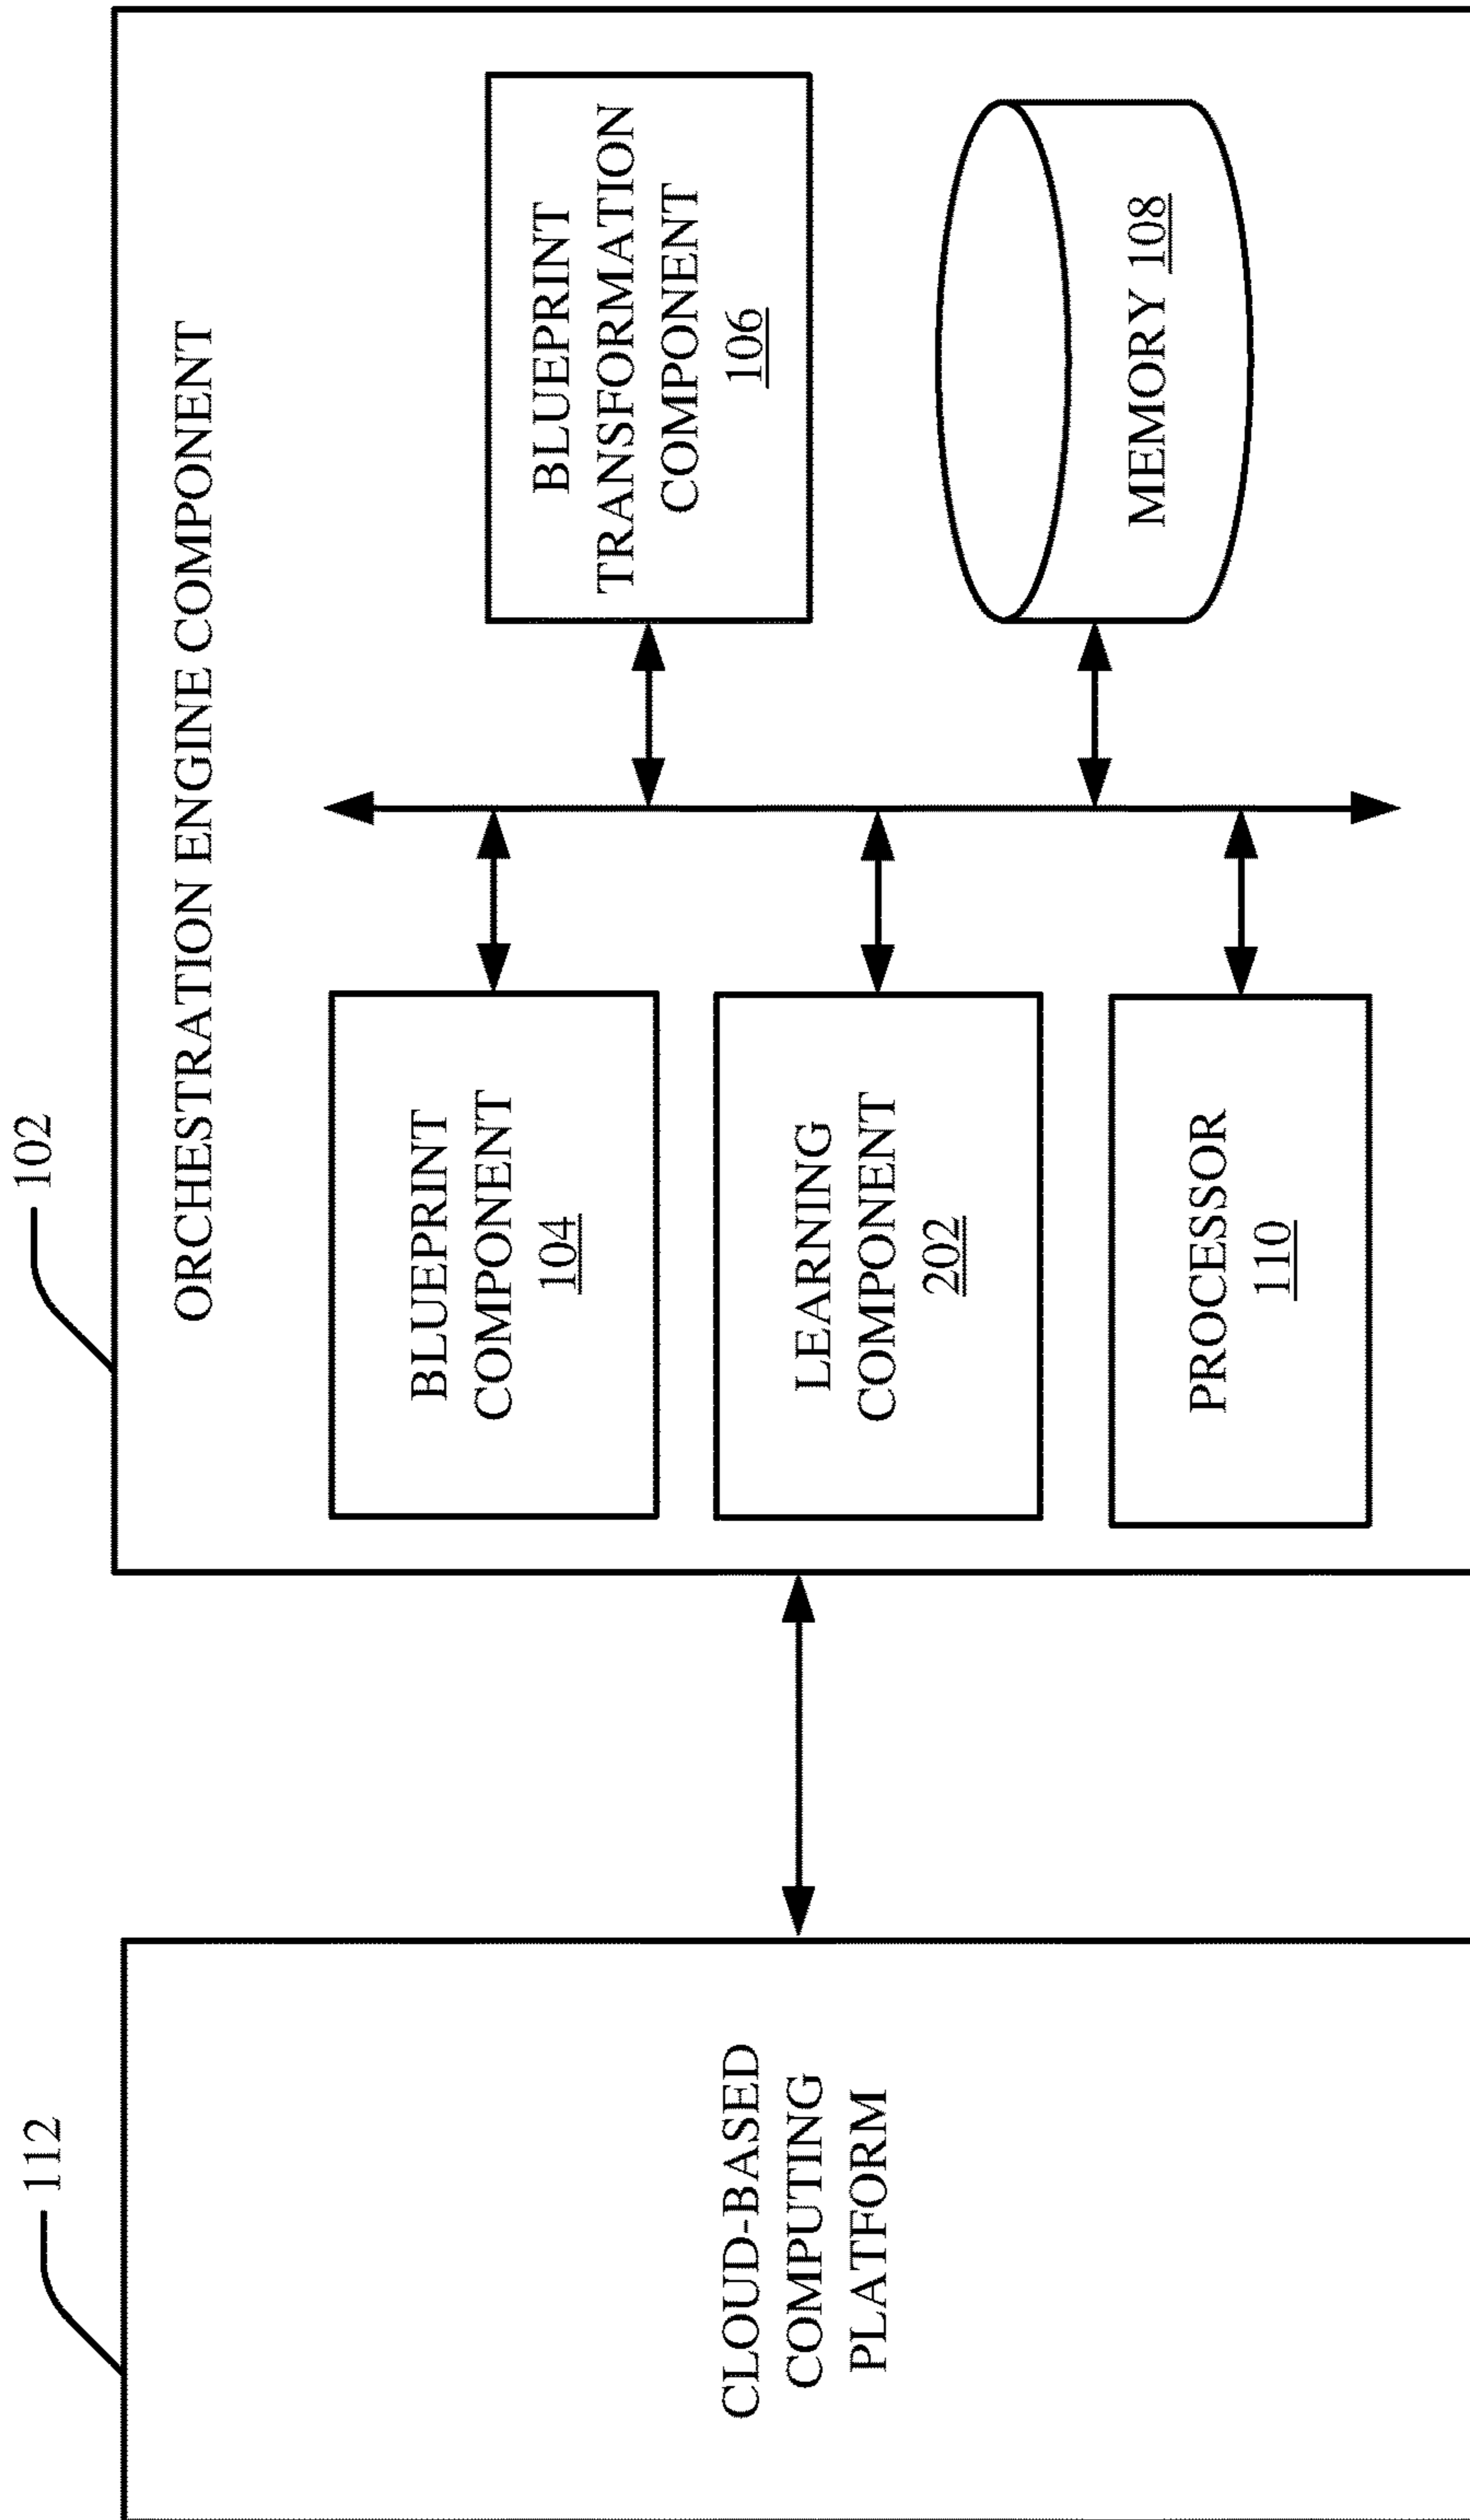 112
CLOUD-BASED
COMPUTING
PLATFORM
102
ORCHESTRATION ENGINE COMPONENT
BLUEPRINT
COMPONENT
104
LEARNING
COMPONENT
202
PROCESSOR
110
BLUEPRINT
TRANSFORMATION
COMPONENT
106
MEMORY 108